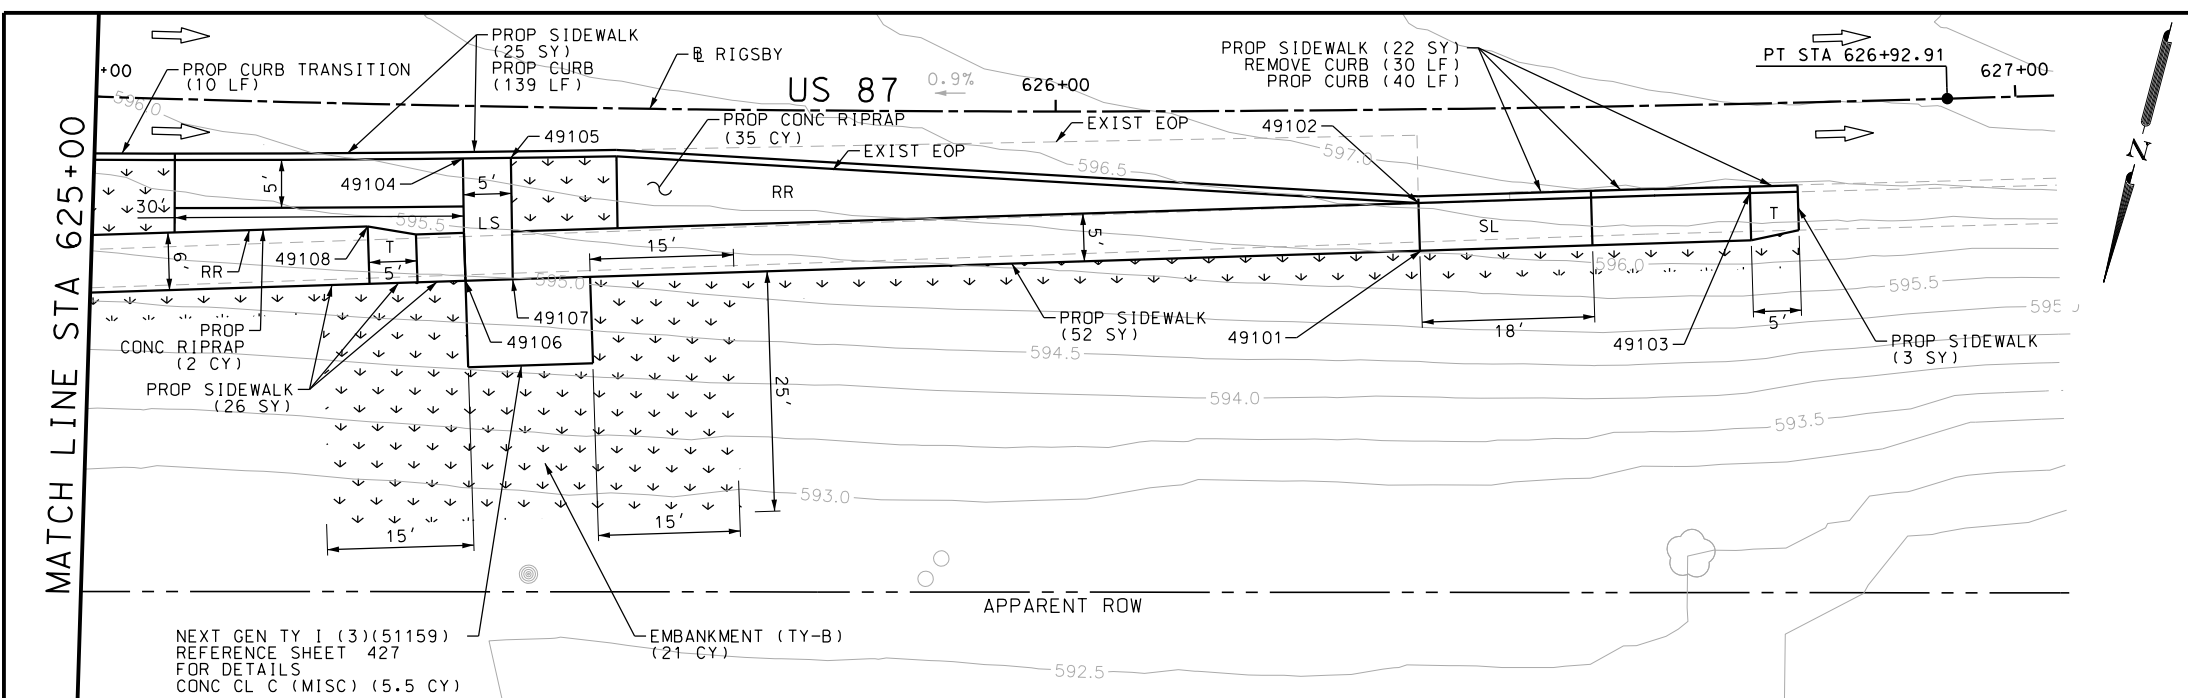 MATCH LINE STA 625+00
+00
PROP CURB TRANSITION
(10 LF)
PROP SIDEWALK
(25 SY)
PROP CURB
(139 LF)
℄ RIGSBY
US 87
0.9%
626+00
PROP SIDEWALK (22 SY)
REMOVE CURB (30 LF)
PROP CURB (40 LF)
PT STA 626+92.91
627+00
596.0
PROP CONC RIPRAP
(35 CY)
EXIST EOP
EXIST EOP
49105
49102
597.0
596.5
N
49104
5'
5'
RR
30'
595.5
LS
SL
T
15'
5'
6'
RR
49108
T
5'
595.0
596.0
595.5
595
PROP
CONC RIPRAP
(2 CY)
49107
49106
PROP SIDEWALK
(52 SY)
49101
18'
49103
5'
PROP SIDEWALK
(3 SY)
PROP SIDEWALK
(26 SY)
594.5
25'
594.0
593.5
593.0
15'
15'
APPARENT ROW
NEXT GEN TY I (3)(51159)
REFERENCE SHEET 427
FOR DETAILS
CONC CL C (MISC) (5.5 CY)
EMBANKMENT (TY-B)
(21 CY)
592.5